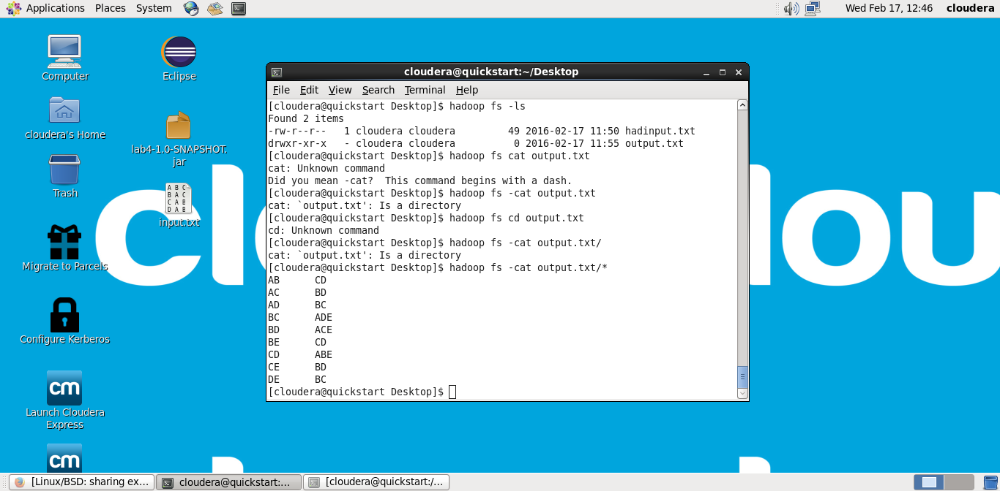 Applications Places System
Wed Feb 17, 12:46 cloudera
Computer
Eclipse
cloudera's Home
lab4-1.0-SNAPSHOT.
jar
Trash
A B C
B A C
C A B
D A B
input.txt
Migrate to Parcels
Configure Kerberos
cm
Launch Cloudera
Express
cm
cloudera@quickstart:~/Desktop
File Edit View Search Terminal Help
[cloudera@quickstart Desktop]$ hadoop fs -ls
Found 2 items
-rw-r--r--   1 cloudera cloudera         49 2016-02-17 11:50 hadinput.txt
drwxr-xr-x   - cloudera cloudera          0 2016-02-17 11:55 output.txt
[cloudera@quickstart Desktop]$ hadoop fs cat output.txt
cat: Unknown command
Did you mean -cat?  This command begins with a dash.
[cloudera@quickstart Desktop]$ hadoop fs -cat output.txt
cat: `output.txt': Is a directory
[cloudera@quickstart Desktop]$ hadoop fs cd output.txt
cd: Unknown command
[cloudera@quickstart Desktop]$ hadoop fs -cat output.txt/
cat: `output.txt': Is a directory
[cloudera@quickstart Desktop]$ hadoop fs -cat output.txt/*
AB      CD
AC      BD
AD      BC
BC      ADE
BD      ACE
BE      CD
CD      ABE
CE      BD
DE      BC
[cloudera@quickstart Desktop]$
[Linux/BSD: sharing ex...
cloudera@quickstart:...
[cloudera@quickstart:/...